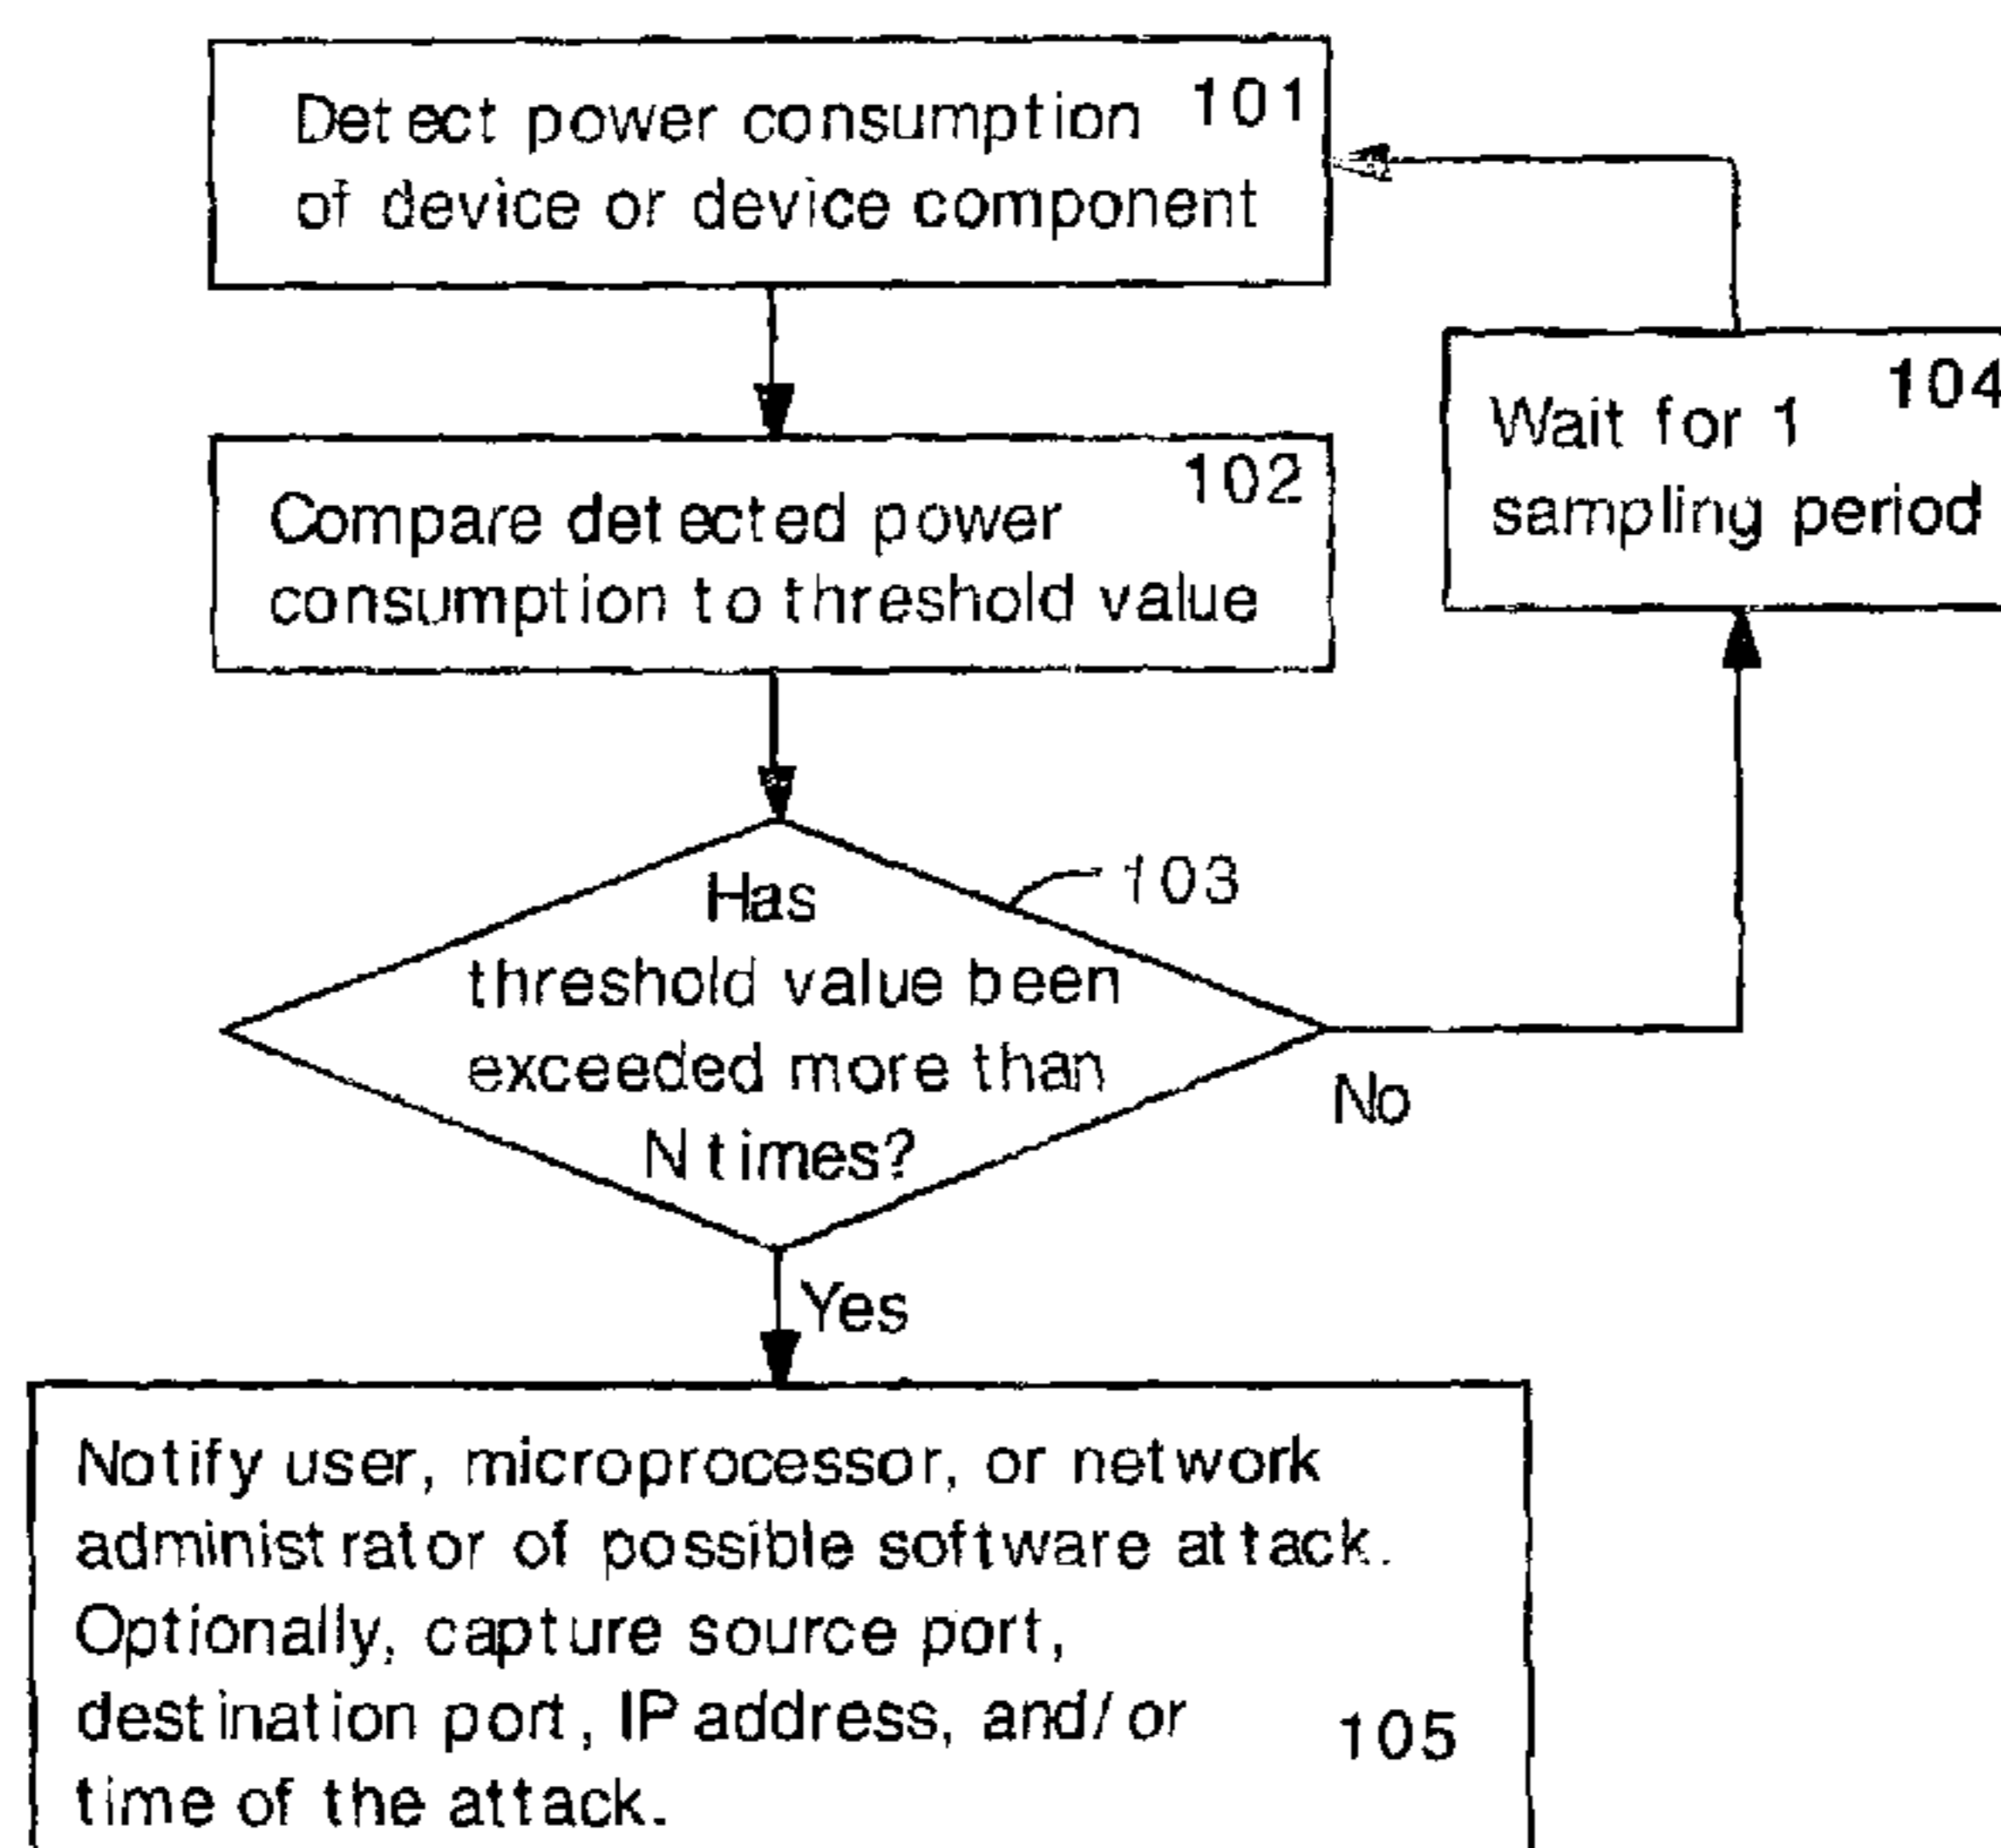 Detect power consumption 101
of device or device component
104
Wait for 1
sampling period
102
Compare detected power
consumption to threshold value
103
Has
threshold value been
exceeded more than
N times?
No
Yes
Notify user, microprocessor, or network
administrator of possible software attack.
Optionally, capture source port,
destination port, IP address, and/or
105
time of the attack.